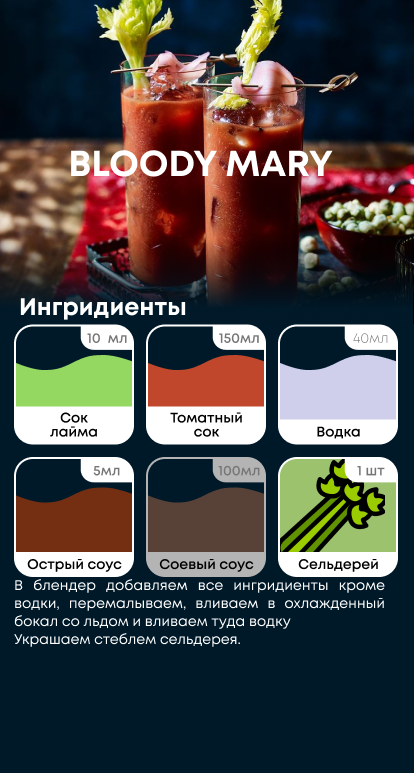 BLOODY MARY
Ингридиенты
10 мл
150мл
40мл
Сок
лайма
Томатный
сок
Водка
5мл
100мл
1 шт
Острый соус
Соевый соус
Сельдерей
В блендер добавляем все ингридиенты кроме
водки, перемалываем, вливаем в охлажденный
бокал со льдом и вливаем туда водку
Украшаем стеблем сельдерея.